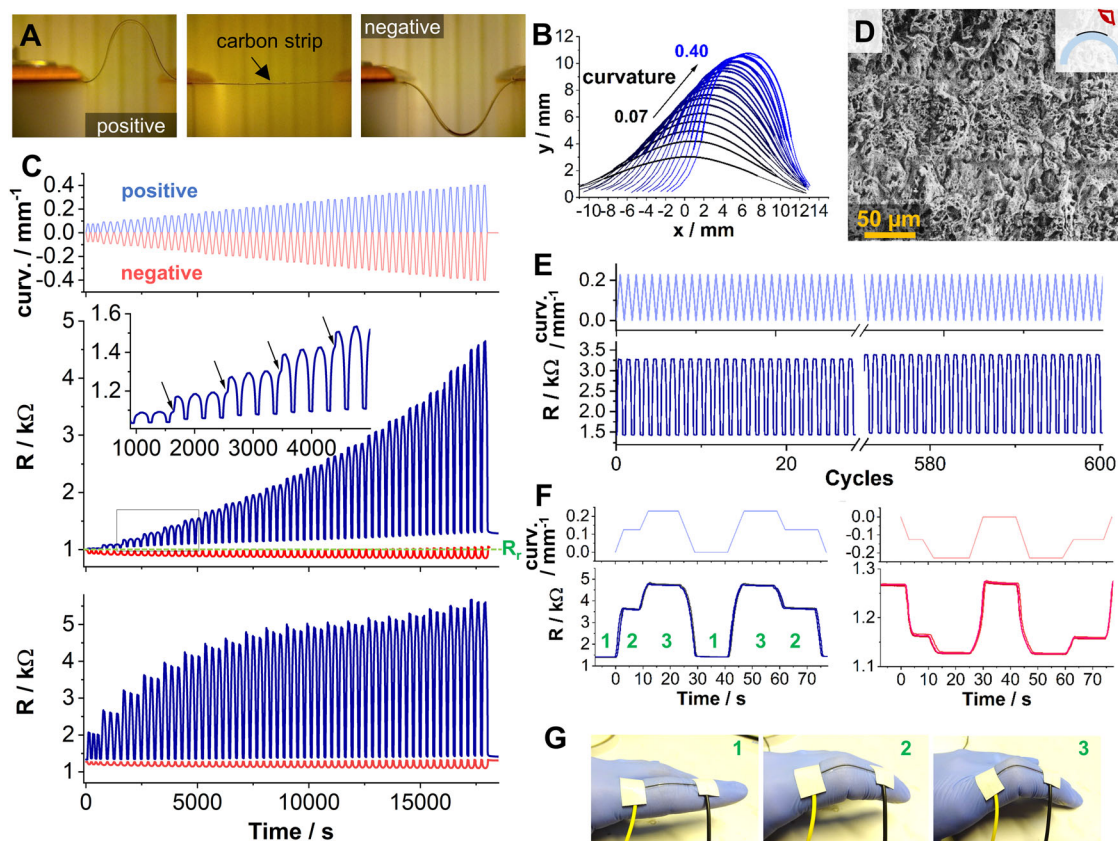 A
positive
carbon strip
negative
B
12
10
8
6
4
2
0
y / mm
curvature
0.40
0.07
-10 -8 -6 -4 -2 0 2 4 6 8 10 12 14
x / mm
D
50 µm
C
0.4
0.2
0.0
-0.2
-0.4
curv. / mm⁻¹
positive
negative
5
4
3
2
1
R / kΩ
1.6
1.4
1.2
1000 2000 3000 4000
Rr
5
4
3
2
1
R / kΩ
0 5000 10000 15000
Time / s
E
0.2
0.0
curv. / mm⁻¹
3.5
3.0
2.5
2.0
1.5
R / kΩ
0 20 580 600
Cycles
F
0.2
0.1
0.0
curv. / mm⁻¹
5
4
3
2
1
R / kΩ
1 2 3 1 3 2
0 10 20 30 40 50 60 70
Time / s
-0.0
-0.1
-0.2
1.3
1.2
1.1
0 10 20 30 40 50 60 70
Time / s
G
1
2
3